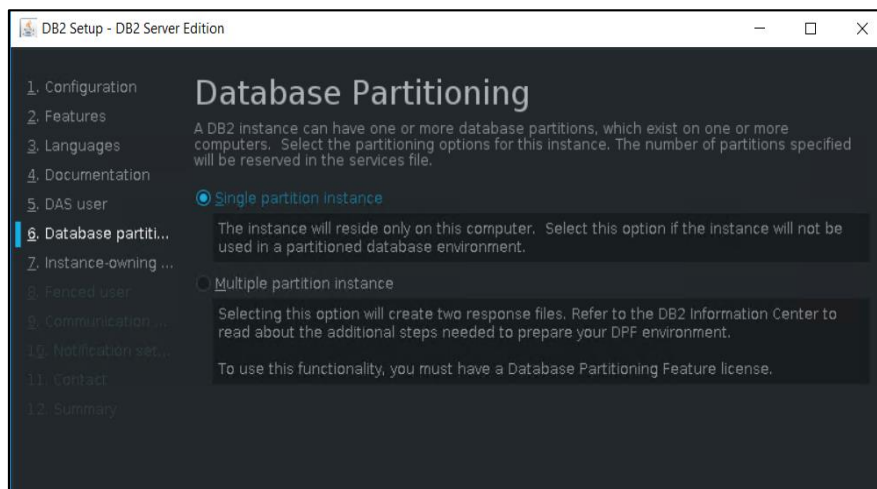 DB2 Setup - DB2 Server Edition
1. Configuration
2. Features
3. Languages
4. Documentation
5. DAS user
6. Database partiti...
7. Instance-owning ...
8. Fenced user
9. Communication ...
10. Notification set...
11. Contact
12. Summary
Database Partitioning
A DB2 instance can have one or more database partitions, which exist on one or more
computers. Select the partitioning options for this instance. The number of partitions specified
will be reserved in the services file.
Single partition instance
The instance will reside only on this computer. Select this option if the instance will not be
used in a partitioned database environment.
Multiple partition instance
Selecting this option will create two response files. Refer to the DB2 Information Center to
read about the additional steps needed to prepare your DPF environment.
To use this functionality, you must have a Database Partitioning Feature license.